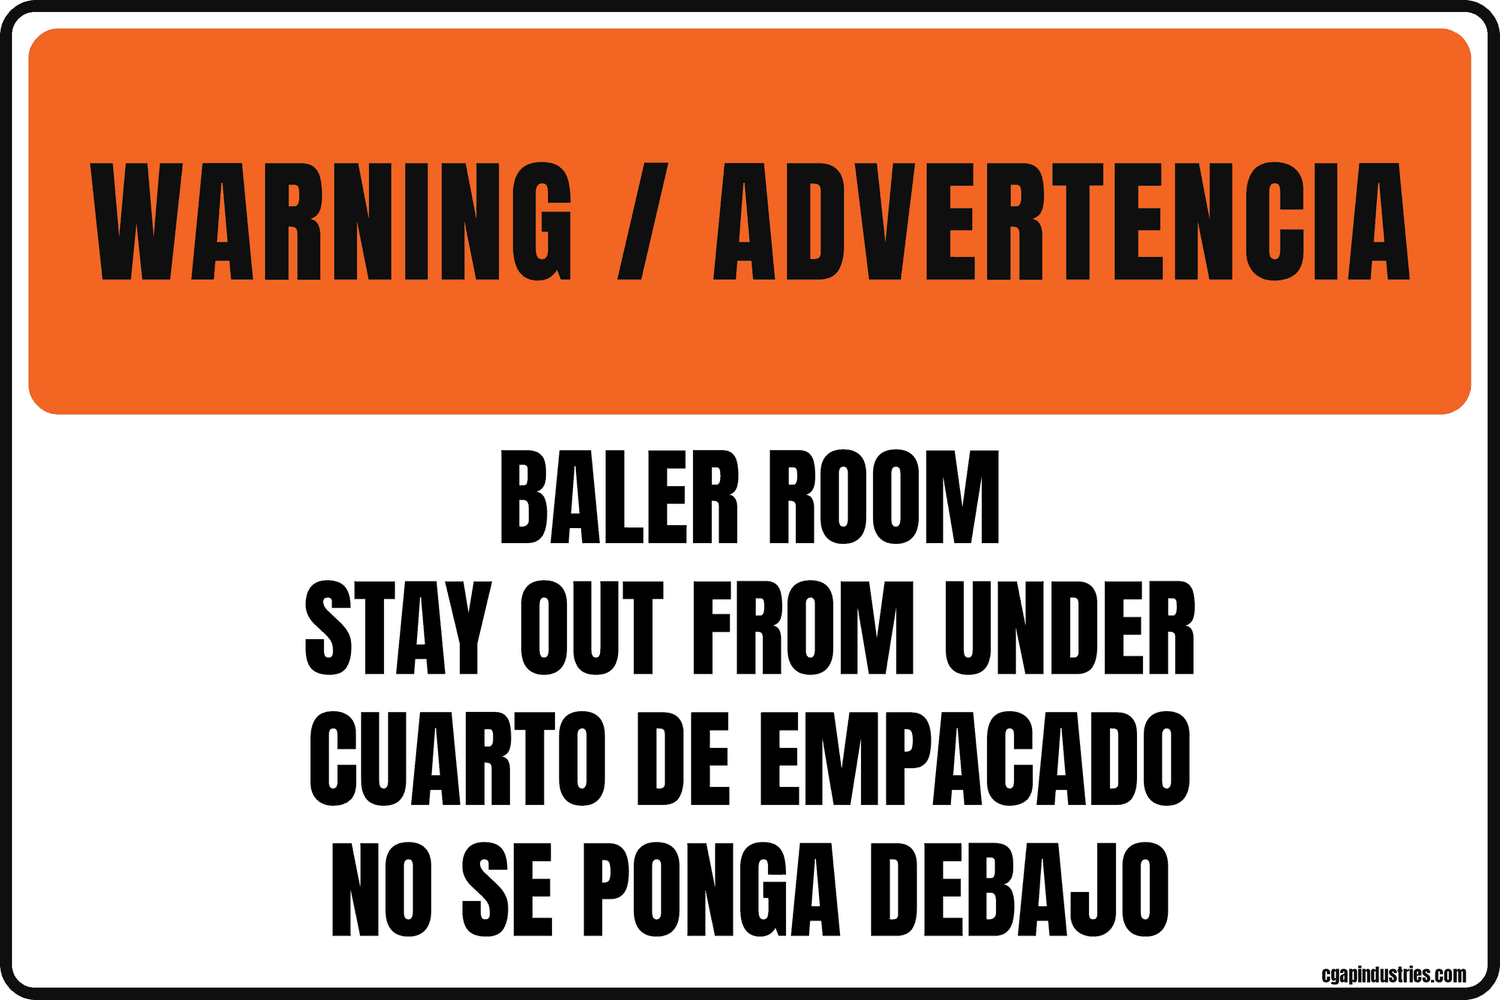 WARNING / ADVERTENCIA
BALER ROOM
STAY OUT FROM UNDER
CUARTO DE EMPACADO
NO SE PONGA DEBAJO
cgapindustries.com